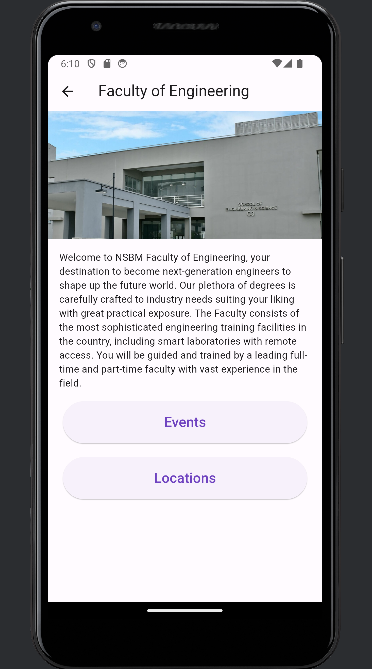 6:10
Faculty of Engineering
Welcome to NSBM Faculty of Engineering, your
destination to become next-generation engineers to
shape up the future world. Our plethora of degrees is
carefully crafted to industry needs suiting your liking
with great practical exposure. The Faculty consists of
the most sophisticated engineering training facilities in
the country, including smart laboratories with remote
access. You will be guided and trained by a leading full-
time and part-time faculty with vast experience in the
field.
Events
Locations